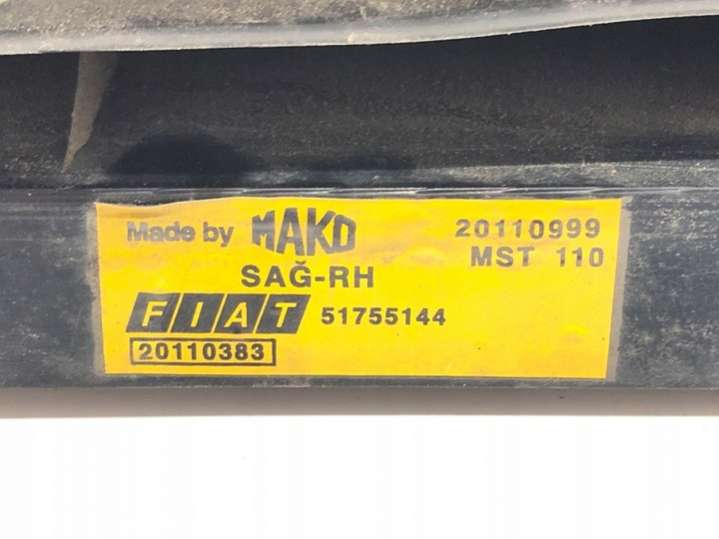 Made by MAKO 20110999
MST 110
SAĞ-RH
FIAT 51755144
20110383